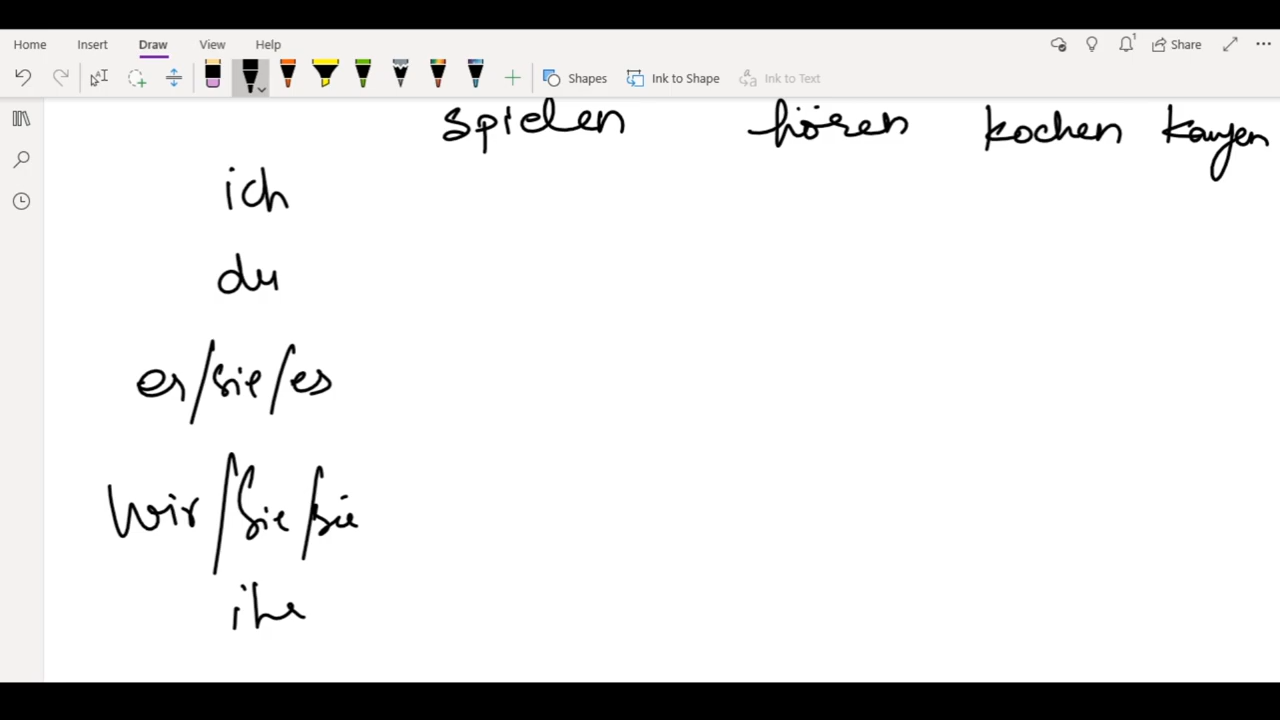 Home Insert Draw View Help Share
Shapes Ink to Shape Ink to Text
spielen hören kochen kaufen
ich
du
er/sie/es
wir/Sie/sie
ihr